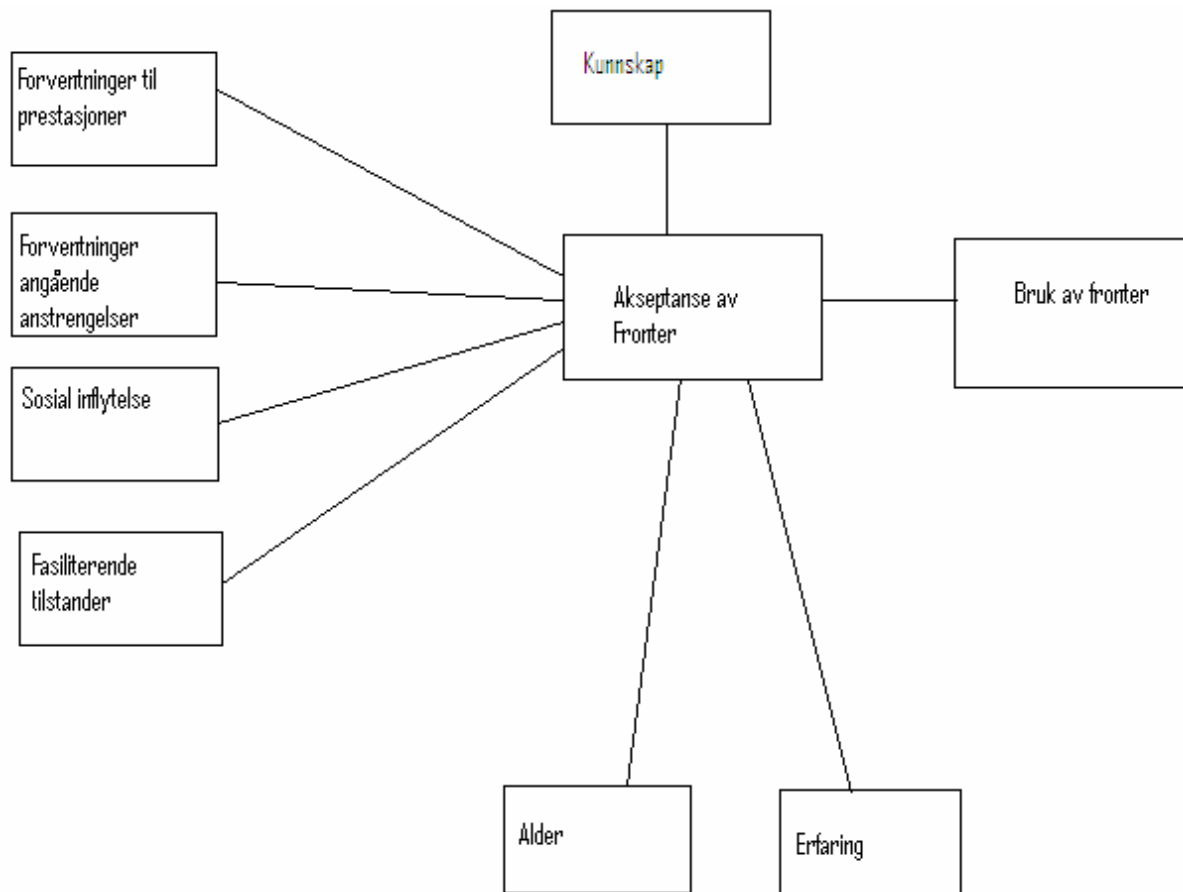 Kunnskap
Forventninger til
prestasjoner
Forventninger
angående
anstrengelser
Akseptanse av
Fronter
Bruk av fronter
Sosial inflytelse
Fasiliterende
tilstander
Alder
Erfaring